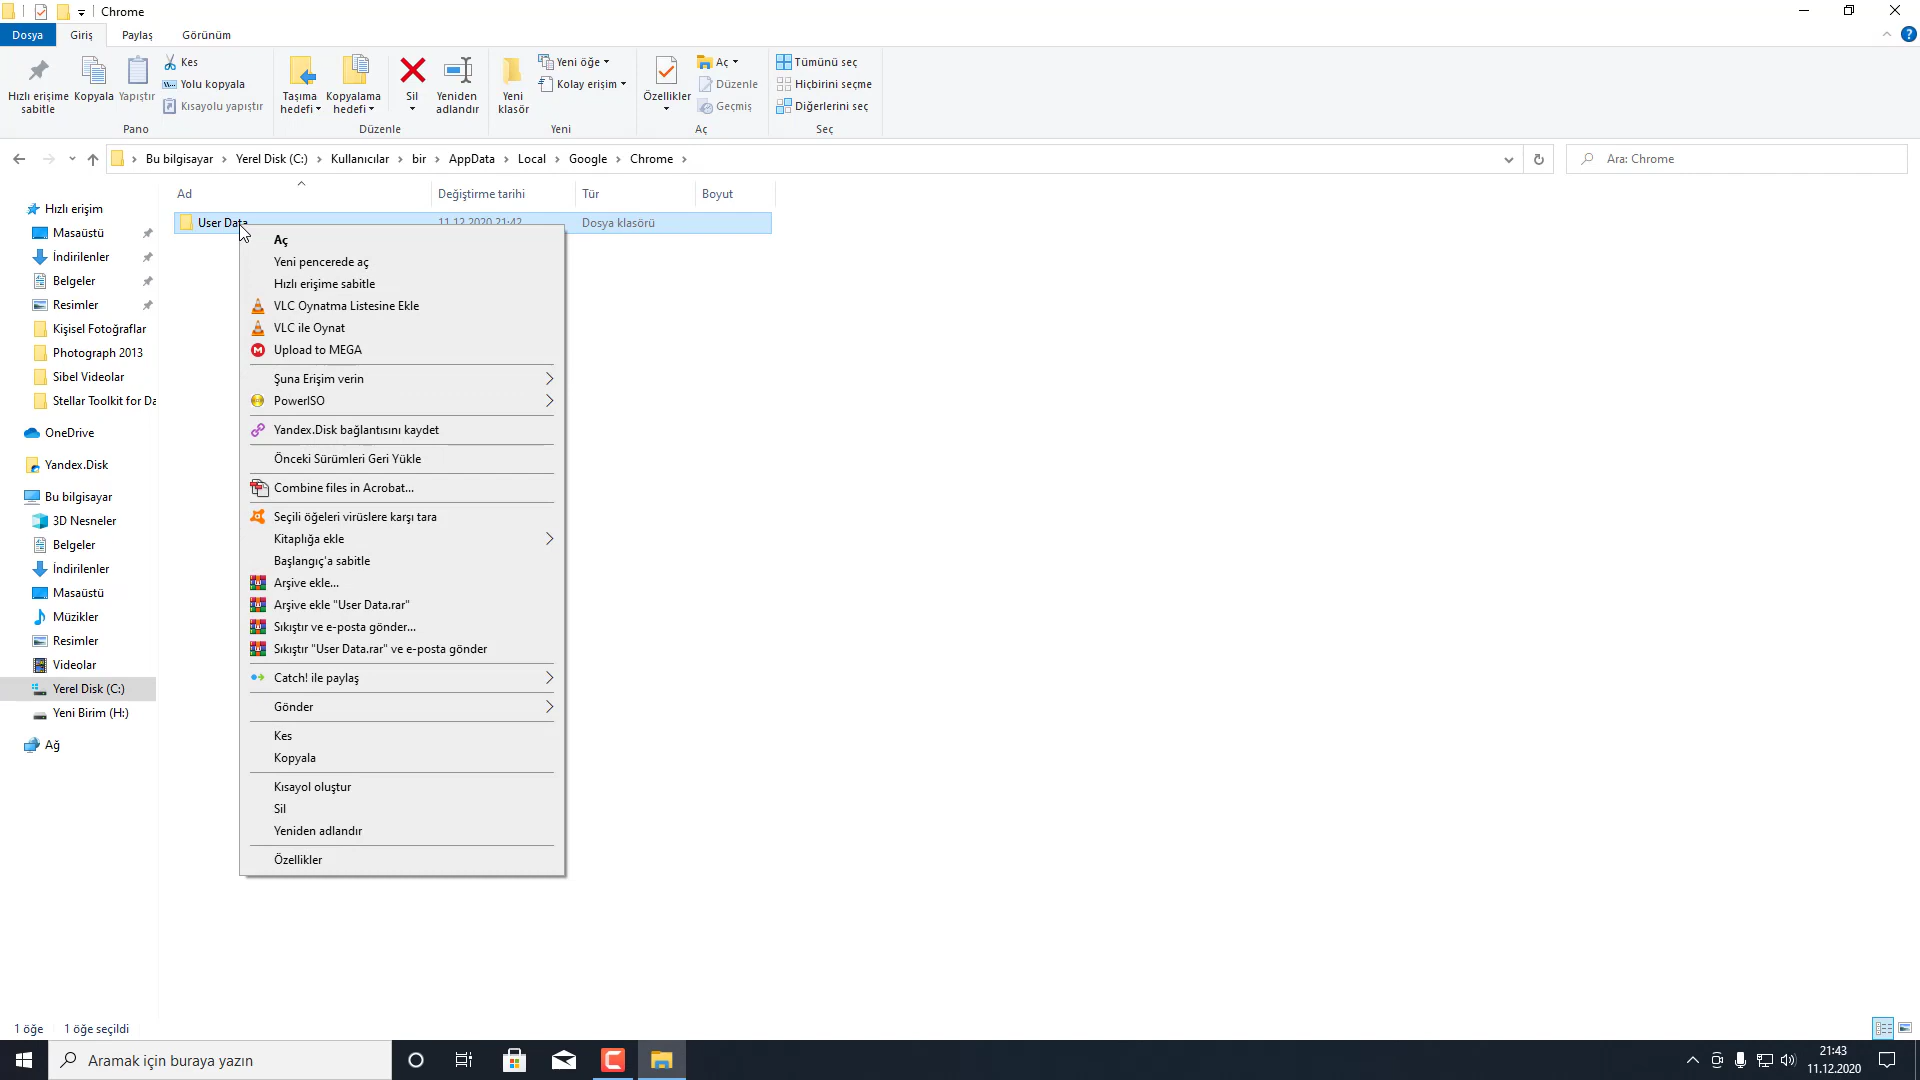 Chrome
Dosya
Giriş
Paylaş
Görünüm
Hızlı erişime
sabitle
Kopyala
Yapıştır
Kes
Yolu kopyala
Kısayolu yapıştır
Pano
Taşıma
hedefi
Kopyalama
hedefi
Sil
Yeniden
adlandır
Düzenle
Yeni
klasör
Yeni öğe
Kolay erişim
Yeni
Özellikler
Aç
Düzenle
Geçmiş
Aç
Tümünü seç
Hiçbirini seçme
Diğerlerini seç
Seç
Bu bilgisayar
Yerel Disk (C:)
Kullanıcılar
bir
AppData
Local
Google
Chrome
Ara: Chrome
Ad
Değiştirme tarihi
Tür
Boyut
User Data
11.12.2020 21:42
Dosya klasörü
Hızlı erişim
Masaüstü
İndirilenler
Belgeler
Resimler
Kişisel Fotoğraflar
Photograph 2013
Sibel Videolar
Stellar Toolkit for Da
OneDrive
Yandex.Disk
Bu bilgisayar
3D Nesneler
Belgeler
İndirilenler
Masaüstü
Müzikler
Resimler
Videolar
Yerel Disk (C:)
Yeni Birim (H:)
Ağ
Aç
Yeni pencerede aç
Hızlı erişime sabitle
VLC Oynatma Listesine Ekle
VLC ile Oynat
Upload to MEGA
Şuna Erişim verin
PowerISO
Yandex.Disk bağlantısını kaydet
Önceki Sürümleri Geri Yükle
Combine files in Acrobat...
Seçili öğeleri virüslere karşı tara
Kitaplığa ekle
Başlangıç'a sabitle
Arşive ekle...
Arşive ekle "User Data.rar"
Sıkıştır ve e-posta gönder...
Sıkıştır "User Data.rar" ve e-posta gönder
Catch! ile paylaş
Gönder
Kes
Kopyala
Kısayol oluştur
Sil
Yeniden adlandır
Özellikler
1 öğe
1 öğe seçildi
Aramak için buraya yazın
21:43
11.12.2020